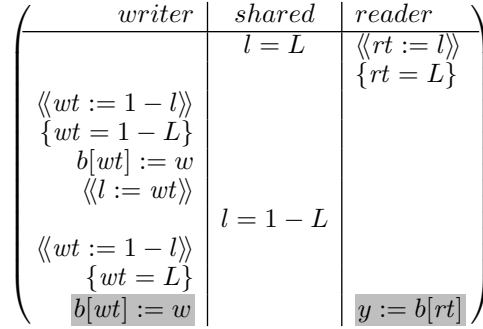 writer shared reader
l = L ⟪rt := l⟫
{rt = L}
⟪wt := 1 − l⟫
{wt = 1 − L}
b[wt] := w
⟪l := wt⟫
l = 1 − L
⟪wt := 1 − l⟫
{wt = L}
b[wt] := w y := b[rt]